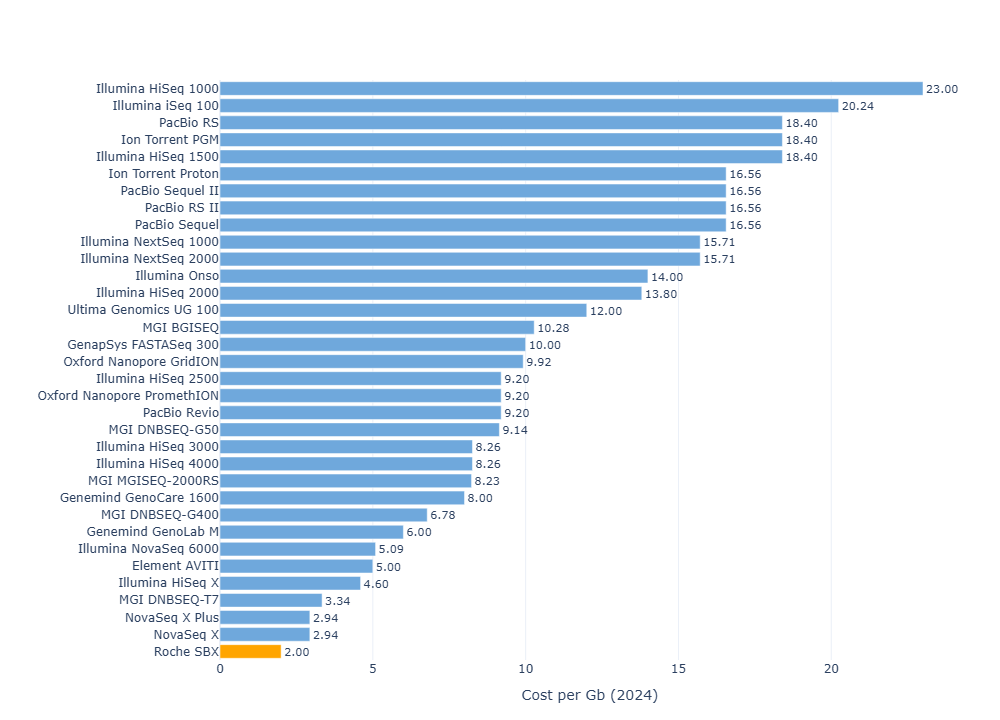 Illumina HiSeq 1000 23.00
Illumina iSeq 100 20.24
PacBio RS 18.40
Ion Torrent PGM 18.40
Illumina HiSeq 1500 18.40
Ion Torrent Proton 16.56
PacBio Sequel II 16.56
PacBio RS II 16.56
PacBio Sequel 16.56
Illumina NextSeq 1000 15.71
Illumina NextSeq 2000 15.71
Illumina Onso 14.00
Illumina HiSeq 2000 13.80
Ultima Genomics UG 100 12.00
MGI BGISEQ 10.28
GenapSys FASTASeq 300 10.00
Oxford Nanopore GridION 9.92
Illumina HiSeq 2500 9.20
Oxford Nanopore PromethION 9.20
PacBio Revio 9.20
MGI DNBSEQ-G50 9.14
Illumina HiSeq 3000 8.26
Illumina HiSeq 4000 8.26
MGI MGISEQ-2000RS 8.23
Genemind GenoCare 1600 8.00
MGI DNBSEQ-G400 6.78
Genemind GenoLab M 6.00
Illumina NovaSeq 6000 5.09
Element AVITI 5.00
Illumina HiSeq X 4.60
MGI DNBSEQ-T7 3.34
NovaSeq X Plus 2.94
NovaSeq X 2.94
Roche SBX 2.00
0 5 10 15 20
Cost per Gb (2024)